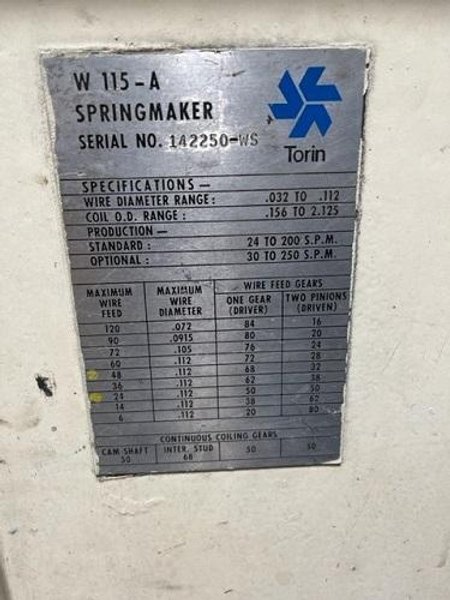 W 115-A
SPRINGMAKER
SERIAL NO. 142250-WS
Torin
SPECIFICATIONS—
WIRE DIAMETER RANGE: .032 TO .112
COIL O.D. RANGE: .156 TO 2.125
PRODUCTION—
STANDARD: 24 TO 200 S.P.M.
OPTIONAL: 30 TO 250 S.P.M.
MAXIMUM WIRE FEED MAXIMUM WIRE DIAMETER WIRE FEED GEARS
ONE GEAR (DRIVER) TWO PINIONS (DRIVEN)
120 .072 84 16
90 .0915 80 20
72 .105 76 24
60 .112 72 28
48 .112 68 32
36 .112 62 38
24 .112 50 50
14 .112 38 62
6 .112 20 80
CONTINUOUS COILING GEARS
CAM SHAFT 50 INTER. STUD 68 50 50